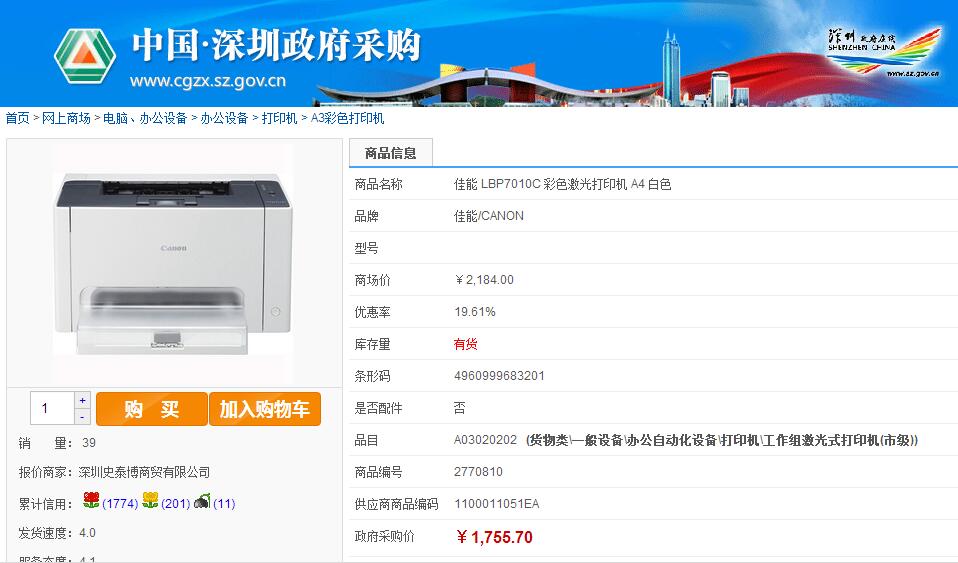 中国·深圳政府采购
www.cgzx.sz.gov.cn
深圳政府在线
SHENZHEN CHINA
www.sz.gov.cn
首页 > 网上商场 > 电脑、办公设备 > 办公设备 > 打印机 > A3彩色打印机
Canon
1
+
-
购 买
加入购物车
销 量： 39
报价商家： 深圳史泰博商贸有限公司
累计信用： (1774) (201) (11)
发货速度： 4.0
服务态度： 4.1
商品信息
商品名称 佳能 LBP7010C 彩色激光打印机 A4 白色
品牌 佳能/CANON
型号
商场价 ￥2,184.00
优惠率 19.61%
库存量 有货
条形码 4960999683201
是否配件 否
品目 A03020202 (货物类\一般设备\办公自动化设备\打印机\工作组激光式打印机(市级))
商品编号 2770810
供应商商品编码 1100011051EA
政府采购价 ￥1,755.70